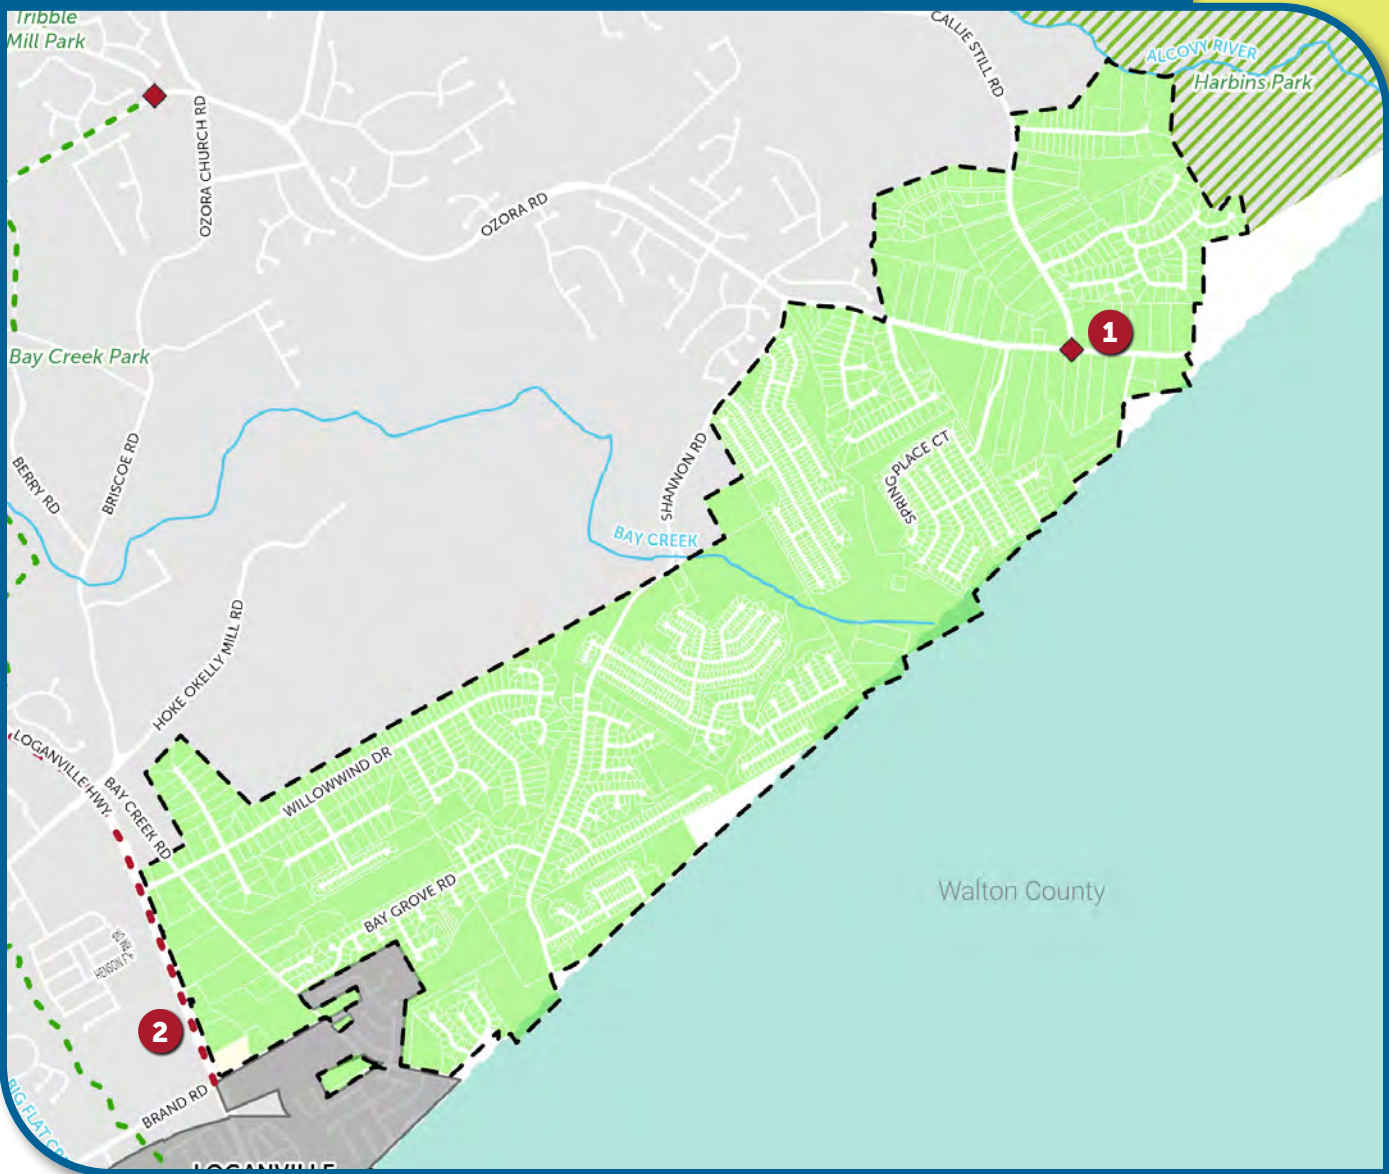 Tribble
Mill Park
CALLIE STILL RD
ALCOVY RIVER
Harbins Park
OZORA CHURCH RD
OZORA RD
1
Bay Creek Park
SHANNON RD
SPRING PLACE CT
BERRY RD
BRISCOE RD
BAY CREEK
HOKE OKELLY MILL RD
LOGANVILLE HWY.
BAY CREEK RD
WILLOWWIND DR
BAY GROVE RD
Walton County
2
BRAND RD
LOGANVILLE